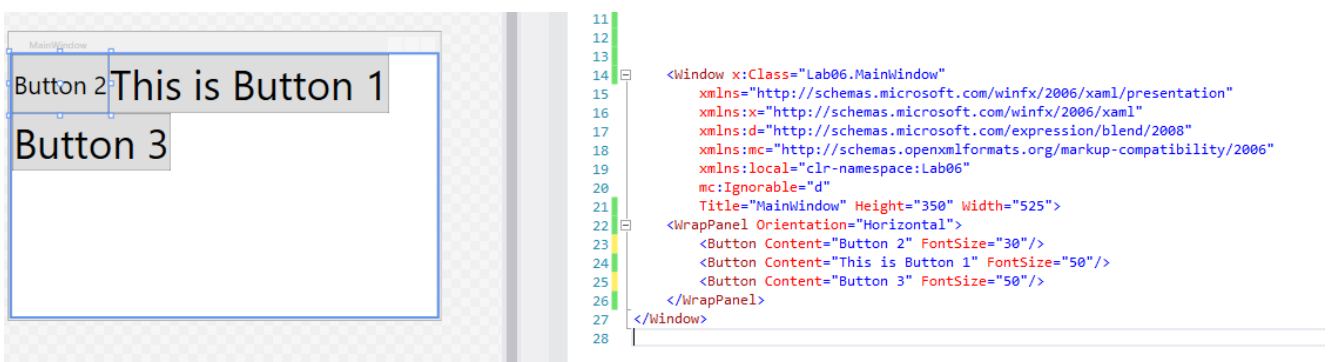 MainWindow
Button 2 This is Button 1
Button 3
11
12
13
14 <Window x:Class="Lab06.MainWindow"
15 xmlns="http://schemas.microsoft.com/winfx/2006/xaml/presentation"
16 xmlns:x="http://schemas.microsoft.com/winfx/2006/xaml"
17 xmlns:d="http://schemas.microsoft.com/expression/blend/2008"
18 xmlns:mc="http://schemas.openxmlformats.org/markup-compatibility/2006"
19 xmlns:local="clr-namespace:Lab06"
20 mc:Ignorable="d"
21 Title="MainWindow" Height="350" Width="525">
22 <WrapPanel Orientation="Horizontal">
23 <Button Content="Button 2" FontSize="30"/>
24 <Button Content="This is Button 1" FontSize="50"/>
25 <Button Content="Button 3" FontSize="50"/>
26 </WrapPanel>
27 </Window>
28